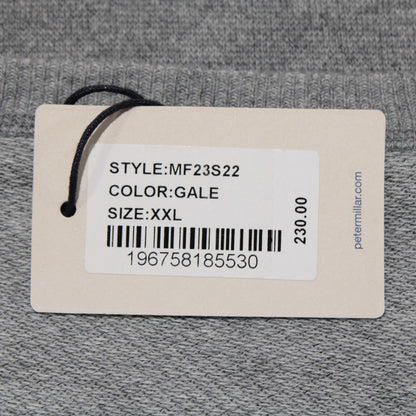 STYLE:MF23S22
COLOR:GALE
SIZE:XXL
196758185530
230.00
petermillar.com